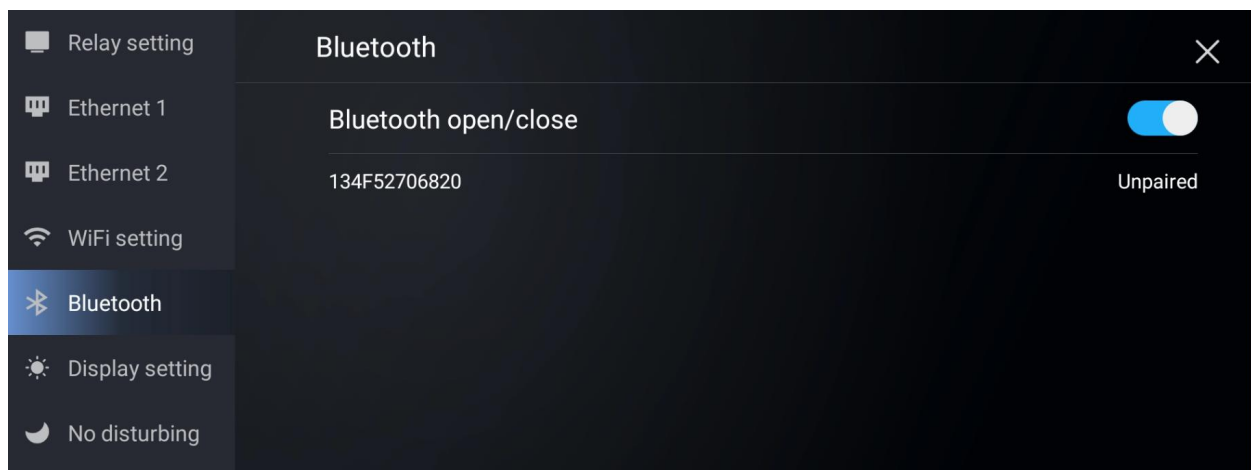 Relay setting
Ethernet 1
Ethernet 2
WiFi setting
Bluetooth
Display setting
No disturbing
Bluetooth
Bluetooth open/close
134F52706820 Unpaired